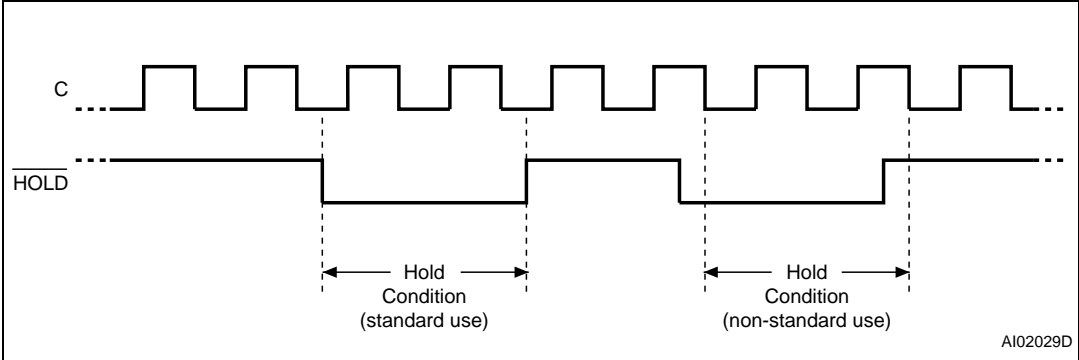 C
HOLD
Hold
Condition
(standard use)
Hold
Condition
(non-standard use)
AI02029D